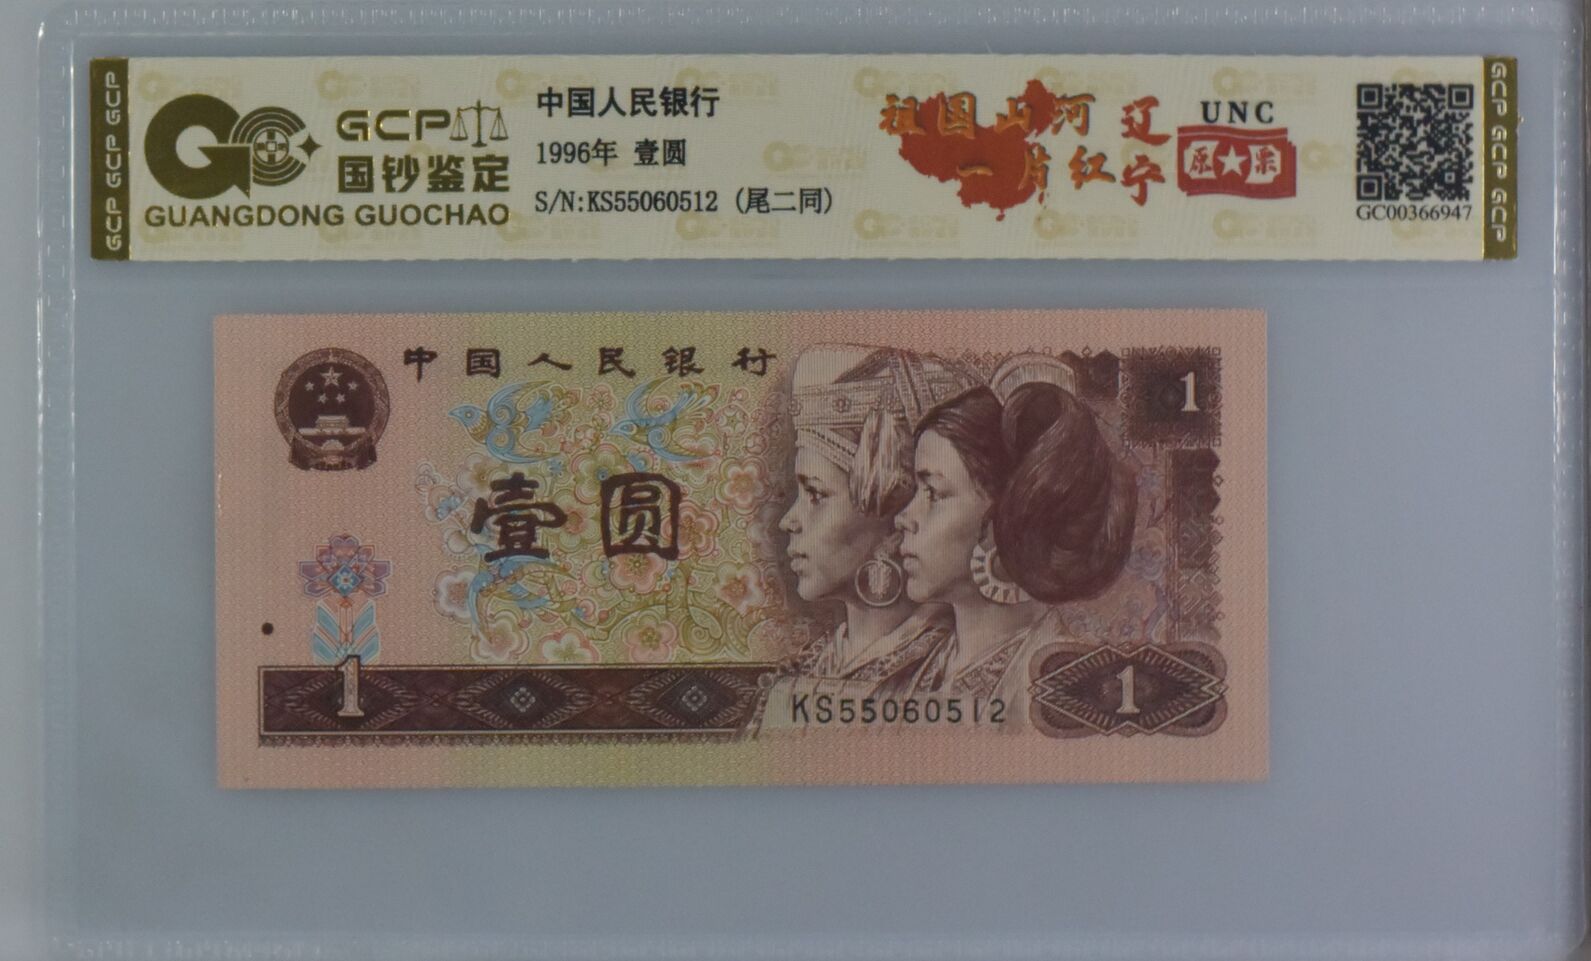 GCP GCP GCP
GCP
国钞鉴定
GUANGDONG GUOCHAO
中国人民银行
1996年 壹圆
S/N:KS55060512 (尾二同)
祖国山河
一片红
辽宁
UNC
原★票
GC00366947
GCP GCP GCP
中国人民银行
1
壹圆
1
KS55060512
1